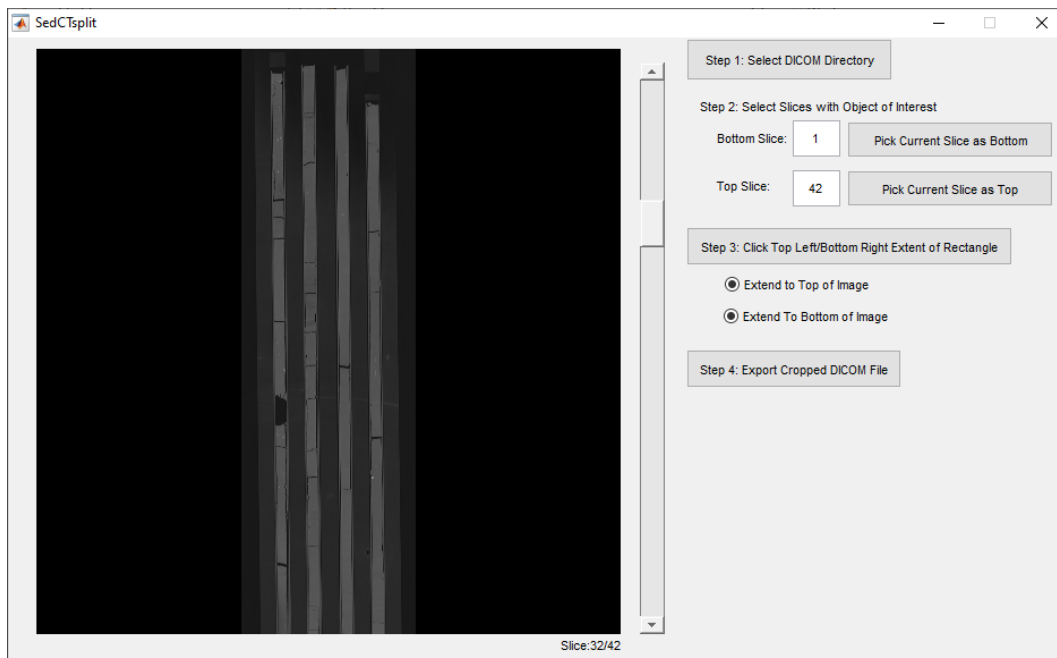 SedCTsplit
Step 1: Select DICOM Directory
Step 2: Select Slices with Object of Interest
Bottom Slice: 1 Pick Current Slice as Bottom
Top Slice: 42 Pick Current Slice as Top
Step 3: Click Top Left/Bottom Right Extent of Rectangle
Extend to Top of Image
Extend To Bottom of Image
Step 4: Export Cropped DICOM File
Slice:32/42